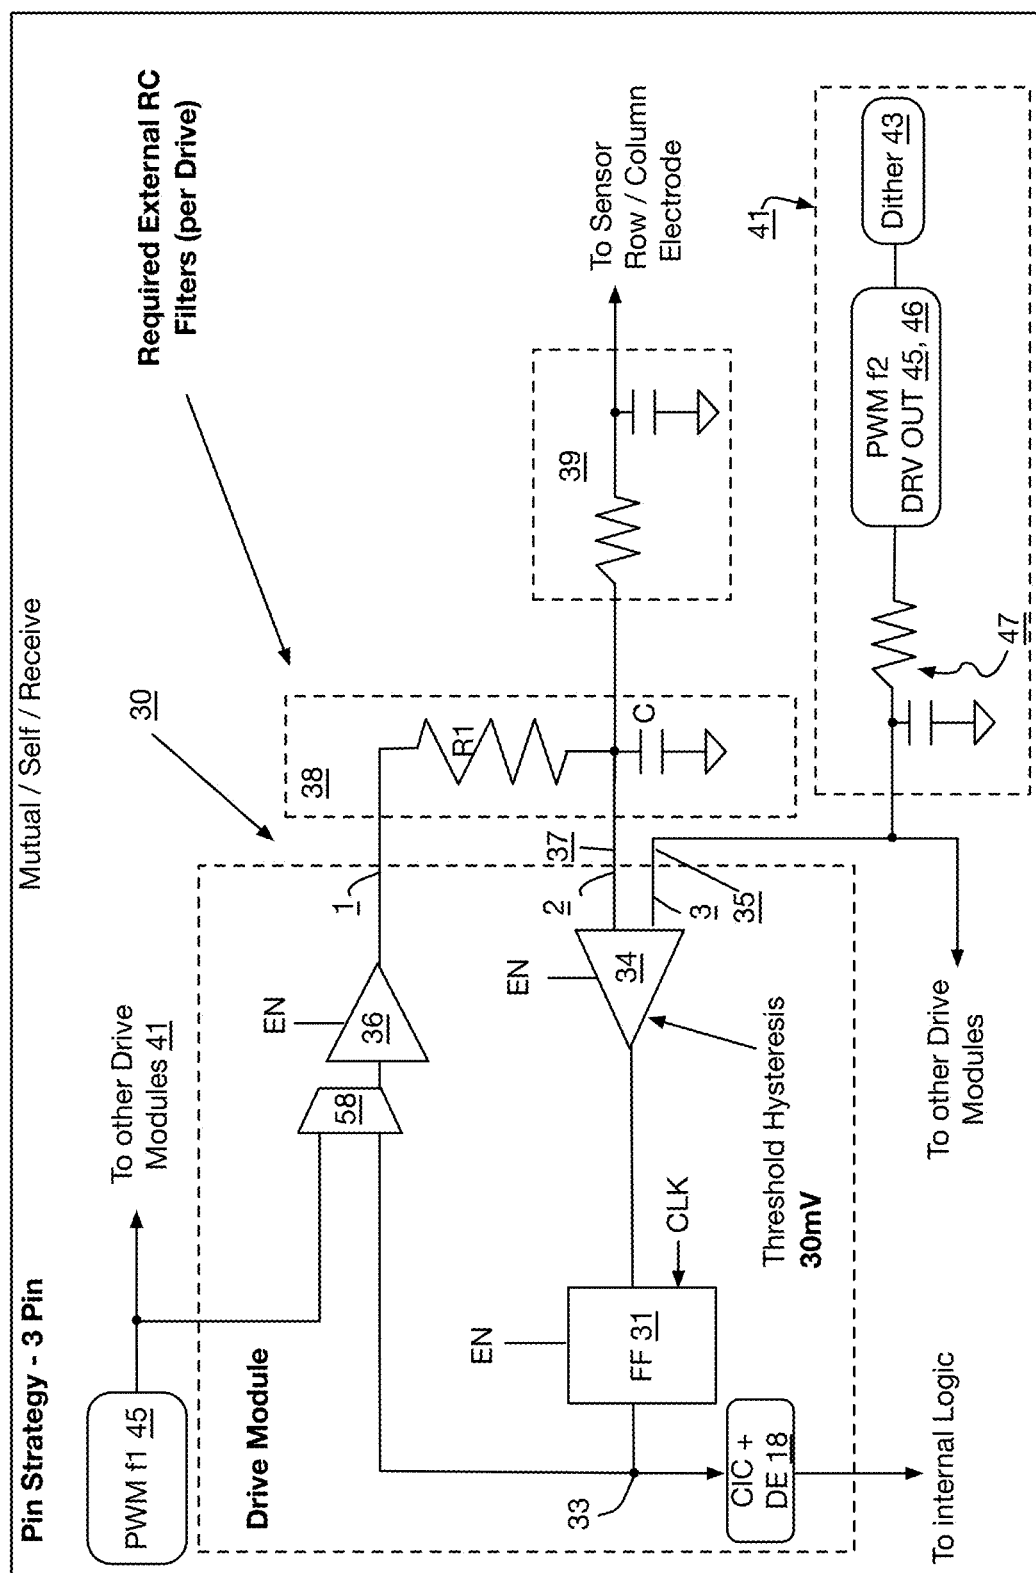 Pin Strategy - 3 Pin
Mutual / Self / Receive
PWM f1 45
To other Drive
Modules 41
30
Required External RC
Filters (per Drive)
Drive Module
58
EN
36
1
38
R1
C
39
To Sensor
Row / Column
Electrode
33
EN
FF 31
CLK
EN
34
2
37
3
35
Threshold Hysteresis
30mV
CIC +
DE 18
To internal Logic
To other Drive
Modules
41
47
PWM f2
DRV OUT 45, 46
Dither 43